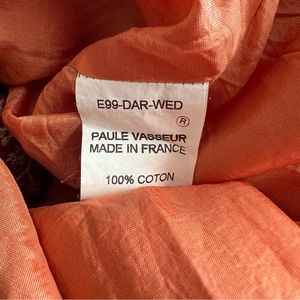 E99-DAR-WED
®
PAULE VASSEUR
MADE IN FRANCE
100% COTON